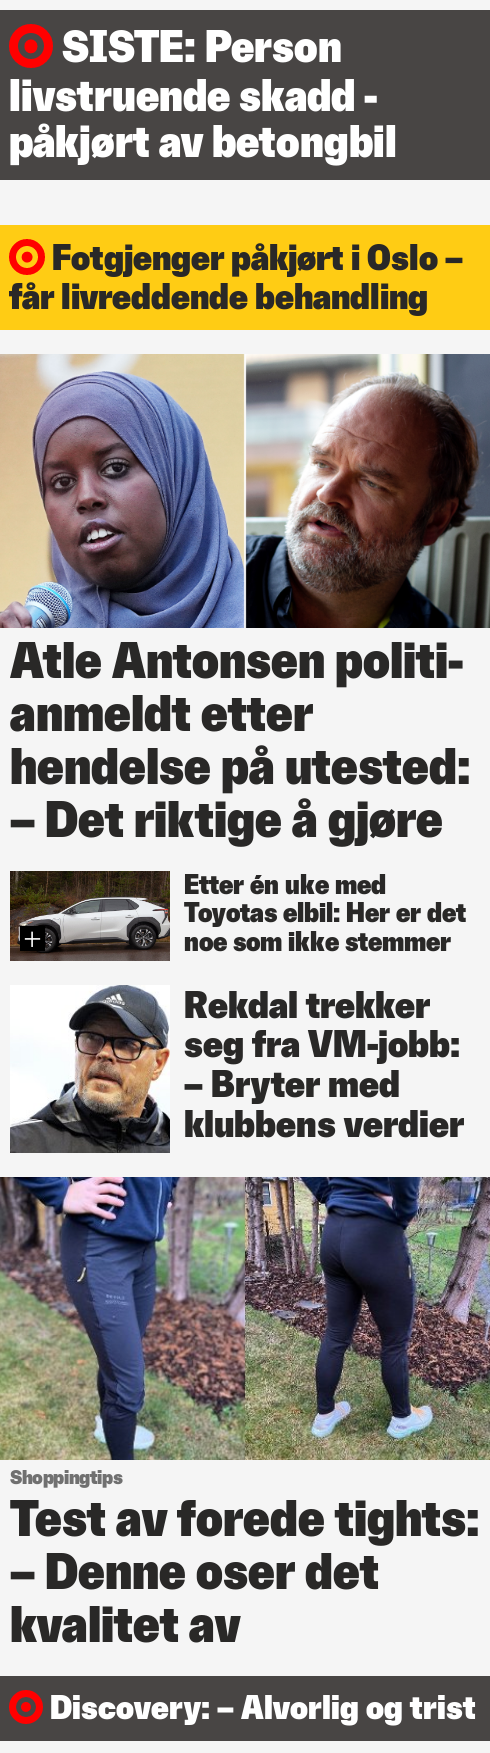 SISTE: Person
livstruende skadd -
påkjørt av betongbil
Fotgjenger påkjørt i Oslo –
får livreddende behandling
Atle Antonsen politi-
anmeldt etter
hendelse på utested:
– Det riktige å gjøre
Etter én uke med
Toyotas elbil: Her er det
noe som ikke stemmer
Rekdal trekker
seg fra VM-jobb:
– Bryter med
klubbens verdier
Shoppingtips
Test av forede tights:
– Denne oser det
kvalitet av
Discovery: – Alvorlig og trist